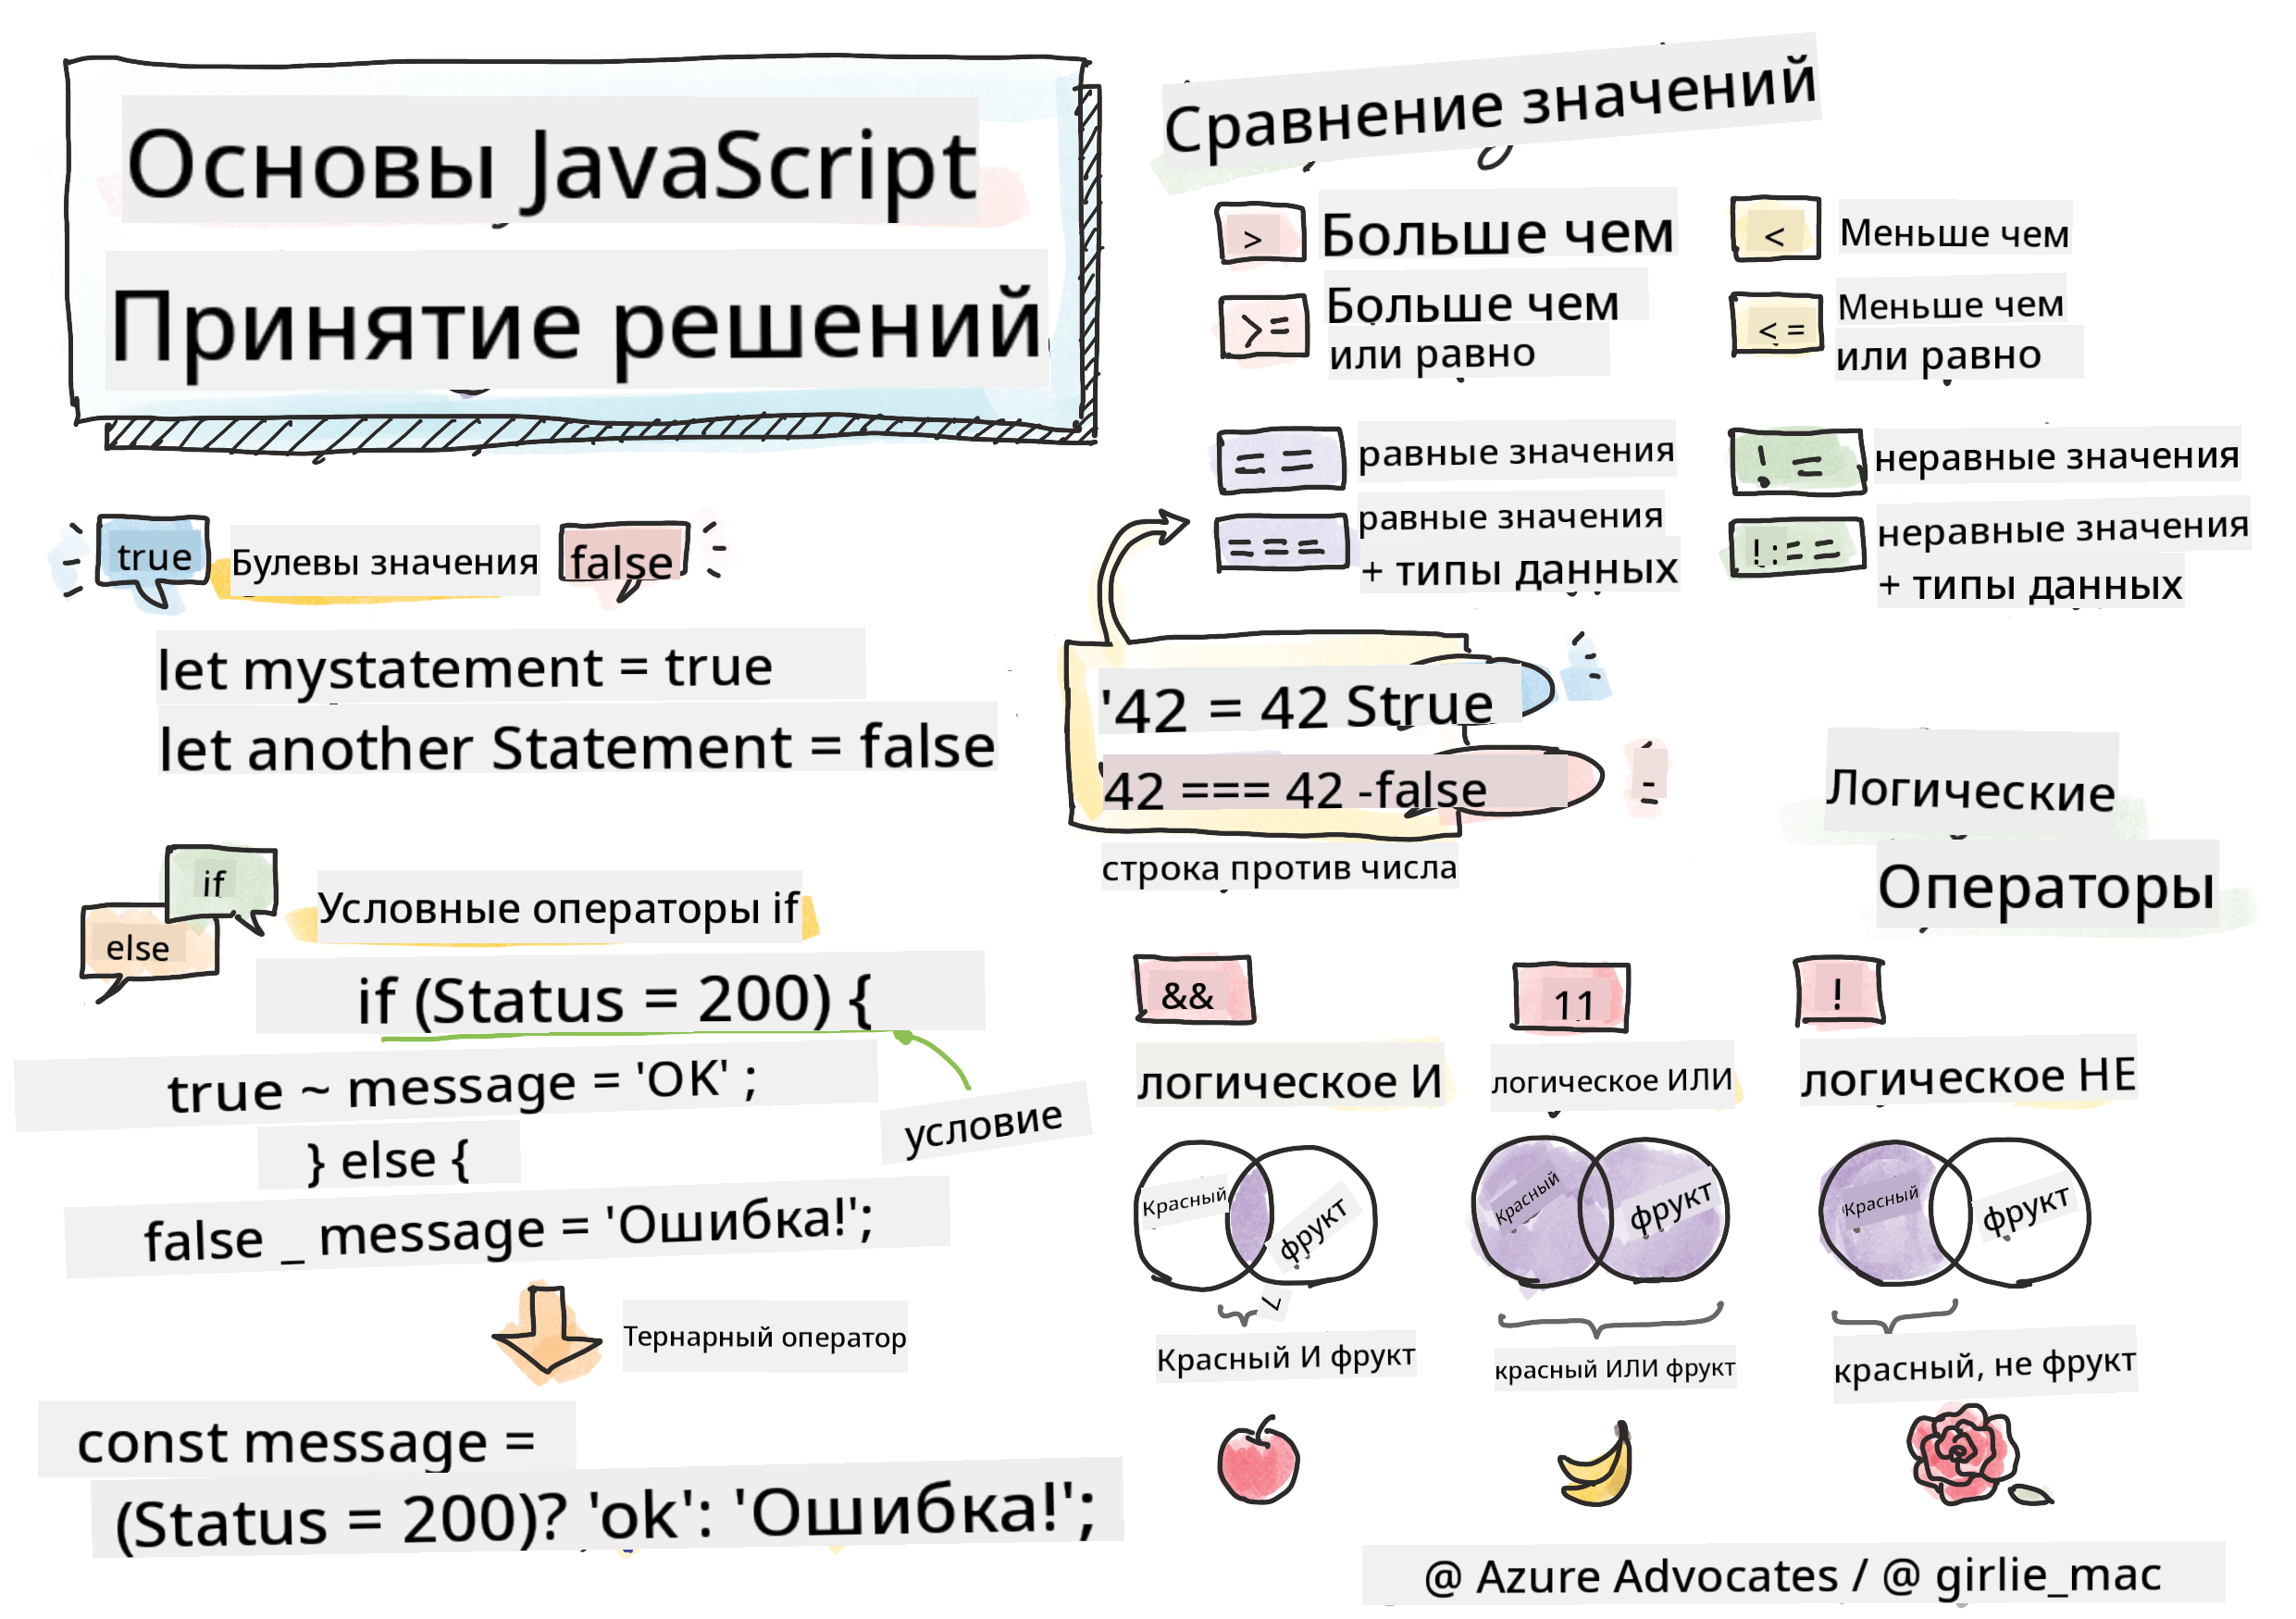 Основы JavaScript
Принятие решений
true
Булевы значения
false
let mystatement = true
let another Statement = false
if
else
Условные операторы if
if (Status = 200) {
true ~ message = 'OK' ;
} else {
false _ message = 'Ошибка!';
условие
Тернарный оператор
const message =
(Status = 200)? 'ok': 'Ошибка!';
Сравнение значений
>
Больше чем
<
Меньше чем
>=
Больше чем
или равно
<=
Меньше чем
или равно
==
равные значения
!=
неравные значения
===
равные значения
+ типы данных
!:==
неравные значения
+ типы данных
'42 = 42 Strue
42 === 42 -false
строка против числа
Логические
Операторы
&&
логическое И
Красный
фрукт
Красный И фрукт
11
логическое ИЛИ
Красный
фрукт
красный ИЛИ фрукт
!
логическое НЕ
Красный
фрукт
красный, не фрукт
@ Azure Advocates / @ girlie_mac